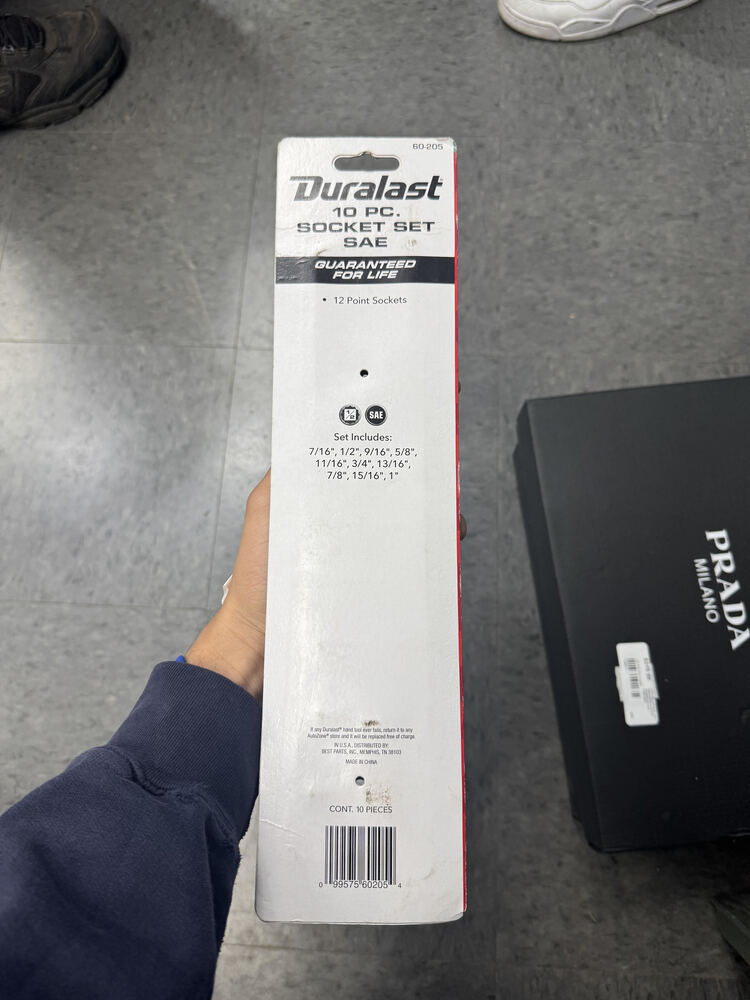 60-205
Duralast
10 PC.
SOCKET SET
SAE
GUARANTEED
FOR LIFE
• 12 Point Sockets
1/2
SAE
Set Includes:
7/16", 1/2", 9/16", 5/8",
11/16", 3/4", 13/16",
7/8", 15/16", 1"
If any Duralast® hand tool ever fails, return it to any
AutoZone® store and it will be replaced free of charge.
IN U.S.A., DISTRIBUTED BY:
BEST PARTS, INC., MEMPHIS, TN 38103
MADE IN CHINA
CONT. 10 PIECES
0 99575 60205 4
PRADA
MILANO